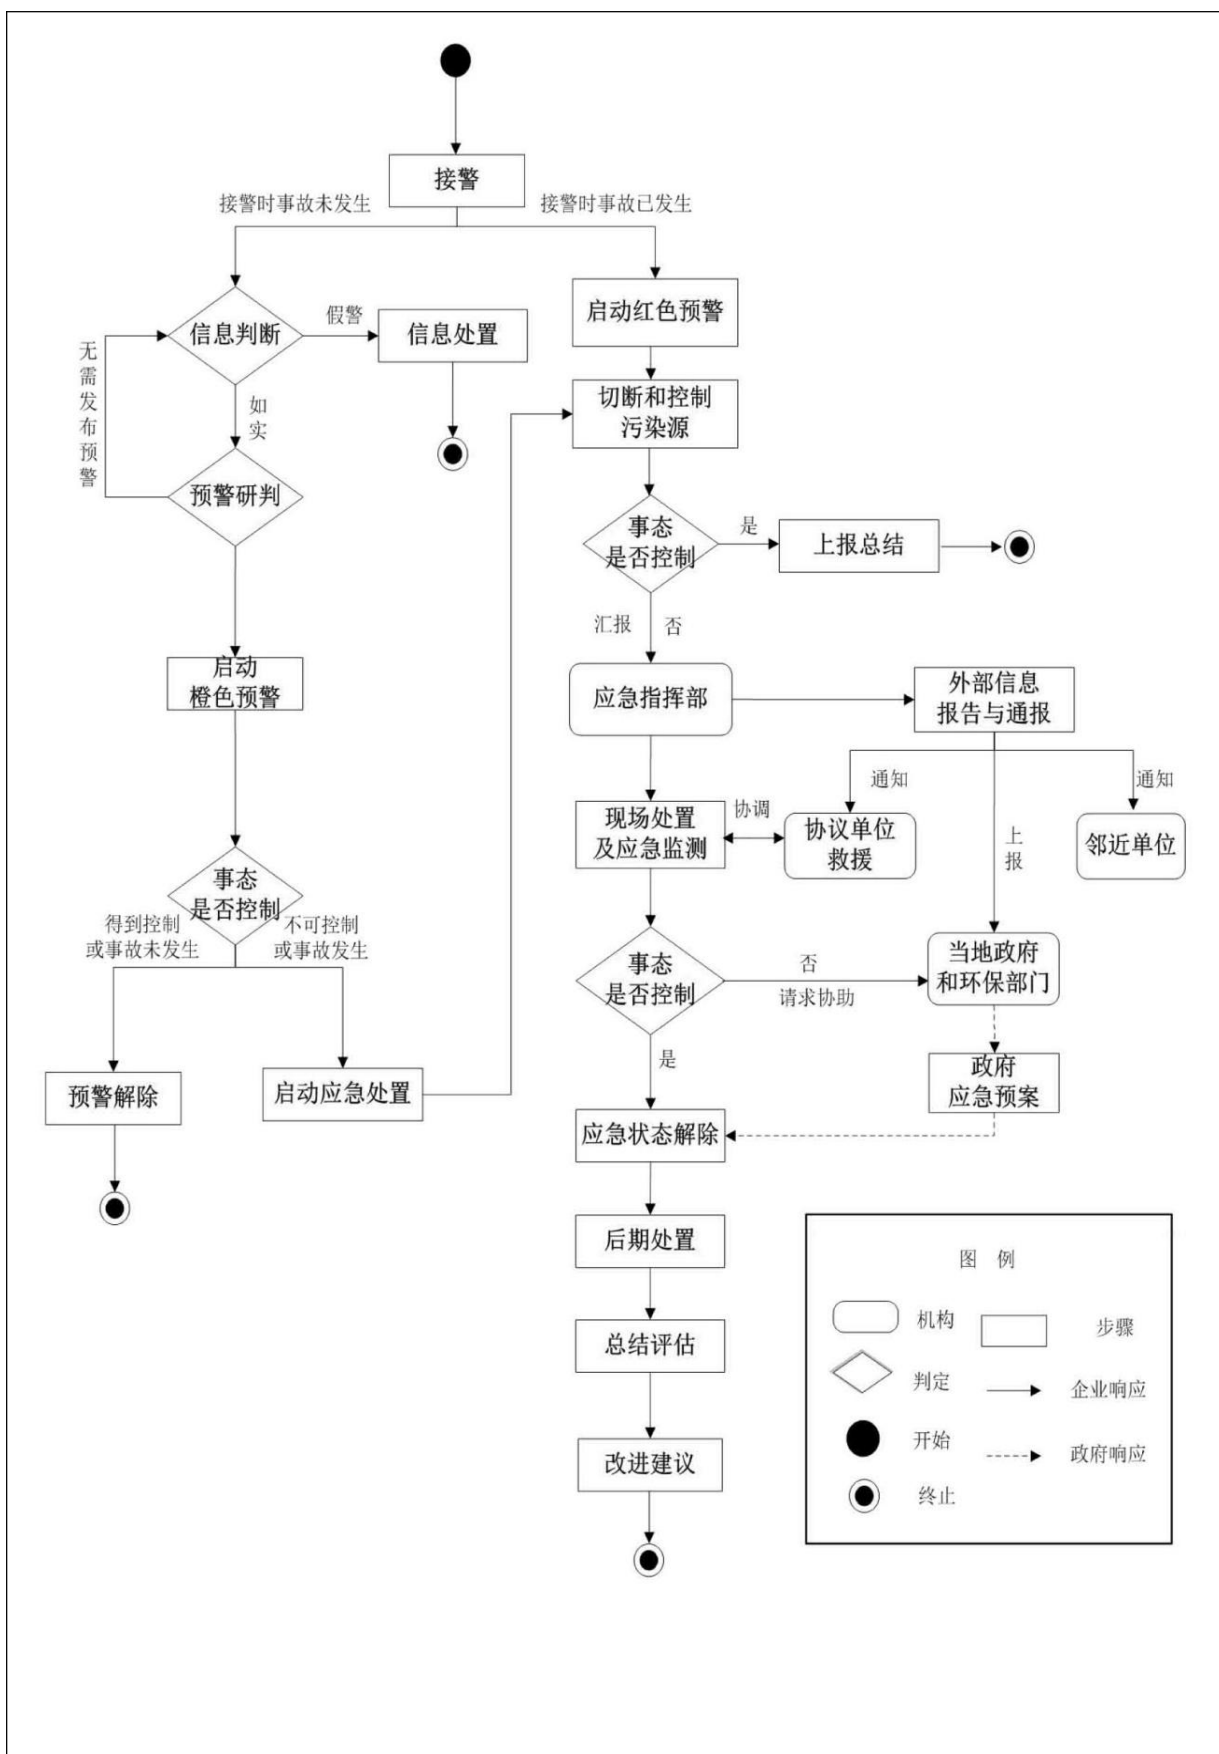 接警
接警时事故未发生
接警时事故已发生
信息判断
假警
信息处置
启动红色预警
无需发布预警
如实
切断和控制
污染源
预警研判
事态
是否控制
是
上报总结
汇报
否
启动
橙色预警
应急指挥部
外部信息
报告与通报
通知
通知
现场处置
及应急监测
协调
协议单位
救援
上报
邻近单位
事态
是否控制
得到控制
或事故未发生
不可控制
或事故发生
事态
是否控制
否
请求协助
当地政府
和环保部门
是
预警解除
启动应急处置
政府
应急预案
应急状态解除
后期处置
总结评估
改进建议
图 例
机构
步骤
判定
企业响应
开始
政府响应
终止